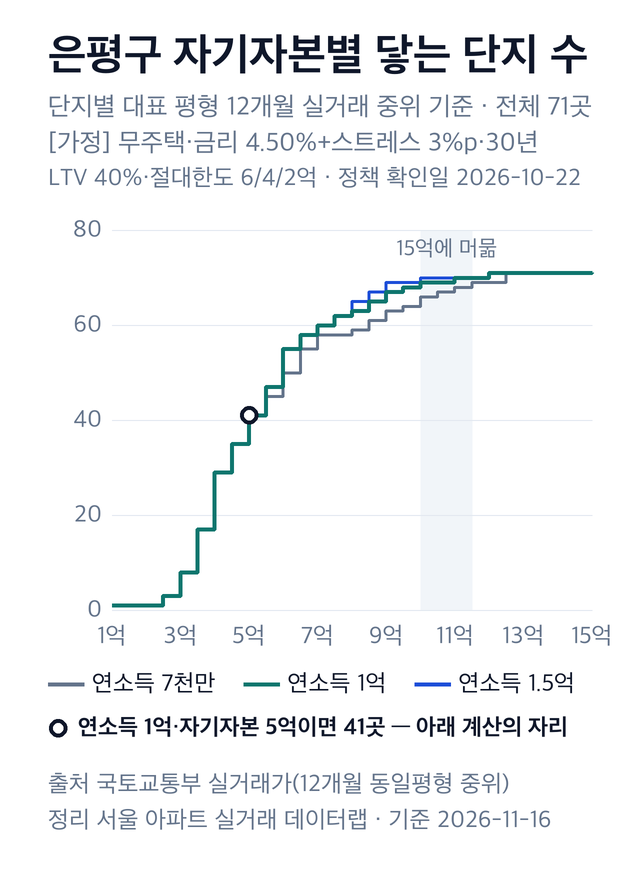 은평구 자기자본별 닿는 단지 수
단지별 대표 평형 12개월 실거래 중위 기준 · 전체 71곳
[가정] 무주택·금리 4.50%+스트레스 3%p·30년
LTV 40%·절대한도 6/4/2억 · 정책 확인일 2026-10-22
80
15억에 머묾
60
40
20
0
1억 3억 5억 7억 9억 11억 13억 15억
연소득 7천만 연소득 1억 연소득 1.5억
연소득 1억·자기자본 5억이면 41곳 — 아래 계산의 자리
출처 국토교통부 실거래가(12개월 동일평형 중위)
정리 서울 아파트 실거래 데이터랩 · 기준 2026-11-16